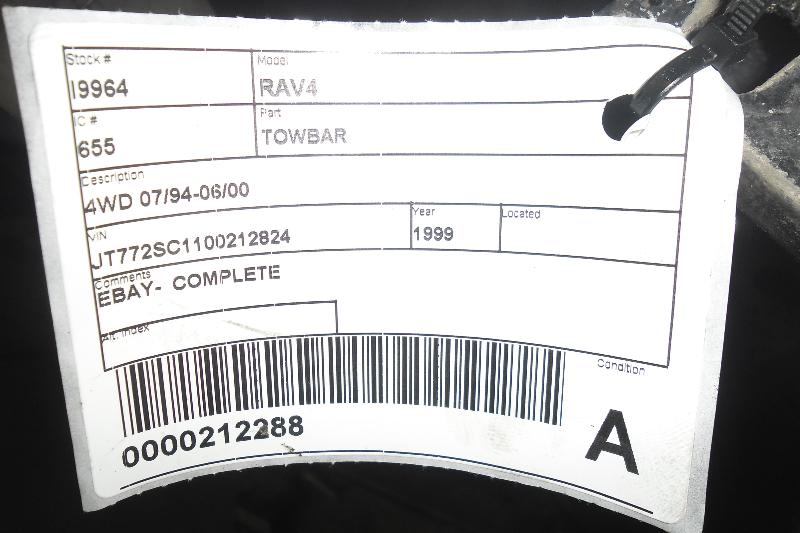 Stock #
I9964
Model
RAV4
IC #
655
Part
TOWBAR
Description
4WD 07/94-06/00
VIN
JT772SC1100212824
Year
1999
Located
Comments
EBAY- COMPLETE
Alt. Index
Condition
0000212288
A